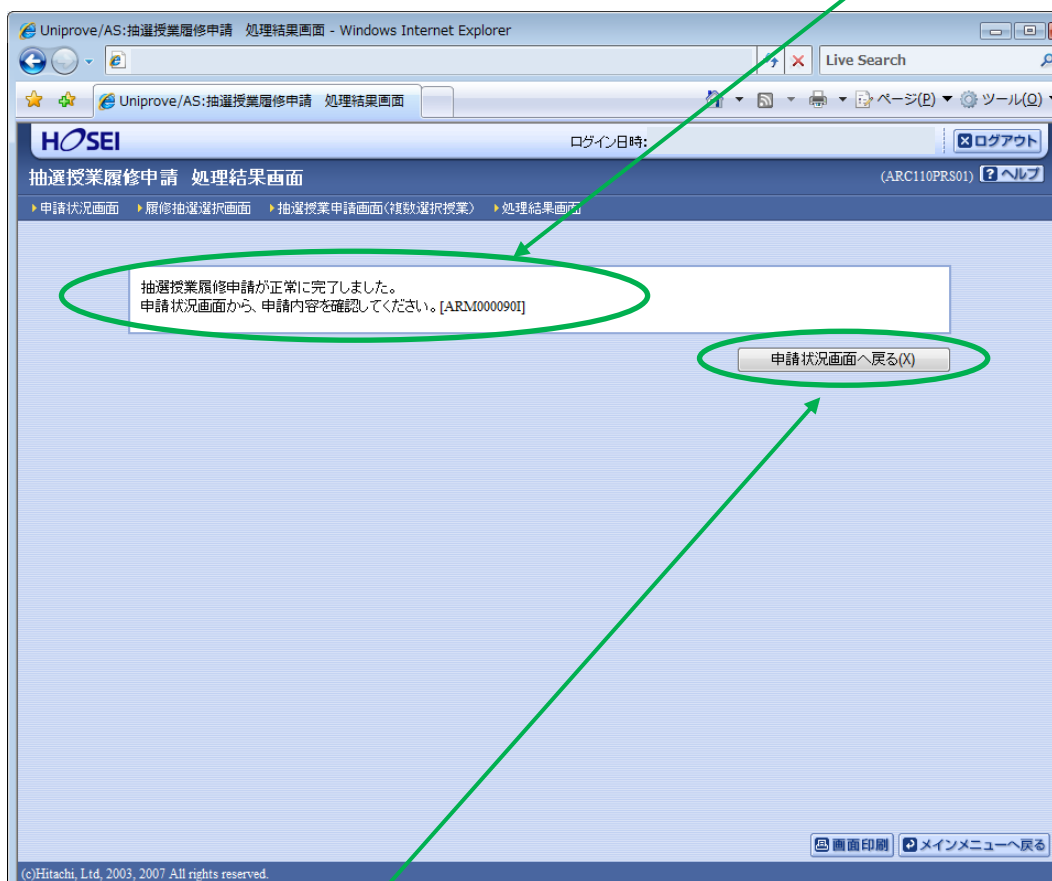 Uniprove/AS:抽選授業履修申請　処理結果画面 - Windows Internet Explorer
Live Search
Uniprove/AS:抽選授業履修申請　処理結果画面
ページ(P) ツール(O)
HOSEI ログイン日時: ログアウト
抽選授業履修申請　処理結果画面 (ARC110PRS01) ? ヘルプ
申請状況画面 履修抽選選択画面 抽選授業申請画面(複数選択授業) 処理結果画面
抽選授業履修申請が正常に完了しました。
申請状況画面から、申請内容を確認してください。[ARM000090I]
申請状況画面へ戻る(X)
画面印刷 メインメニューへ戻る
(c)Hitachi, Ltd, 2003, 2007 All rights reserved.